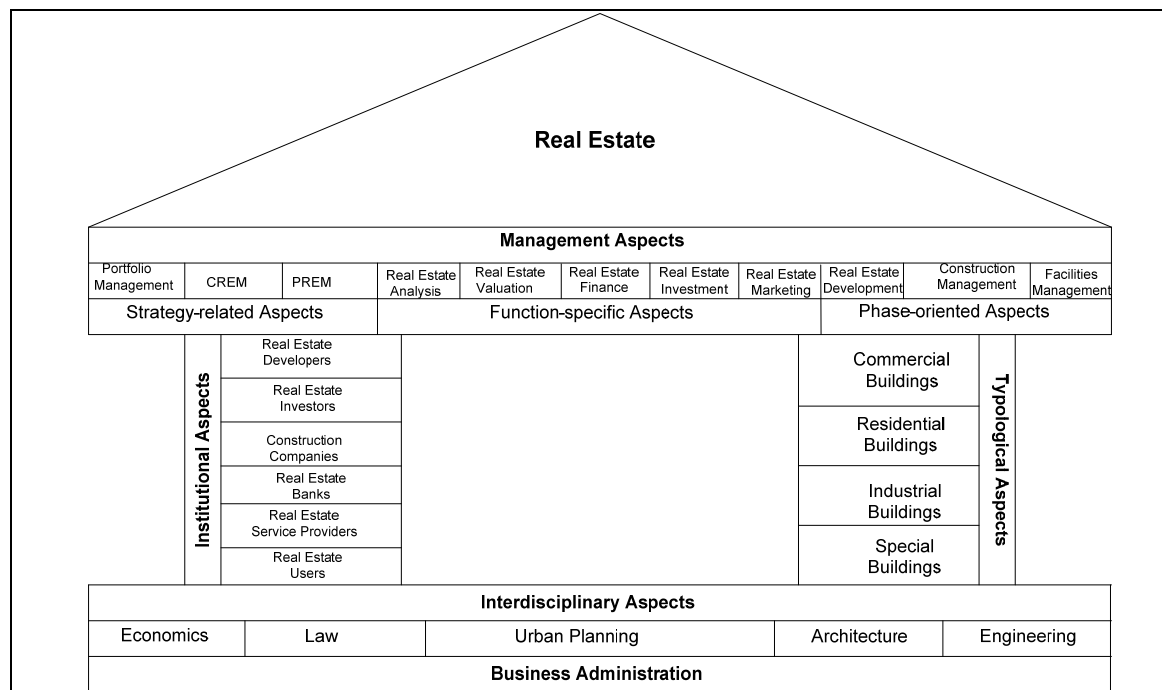 Real Estate
Management Aspects
Portfolio
Management
CREM
PREM
Real Estate
Analysis
Real Estate
Valuation
Real Estate
Finance
Real Estate
Investment
Real Estate
Marketing
Real Estate
Development
Construction
Management
Facilities
Management
Strategy-related Aspects
Function-specific Aspects
Phase-oriented Aspects
Institutional Aspects
Real Estate
Developers
Real Estate
Investors
Construction
Companies
Real Estate
Banks
Real Estate
Service Providers
Real Estate
Users
Commercial
Buildings
Residential
Buildings
Industrial
Buildings
Special
Buildings
Typological Aspects
Interdisciplinary Aspects
Economics
Law
Urban Planning
Architecture
Engineering
Business Administration